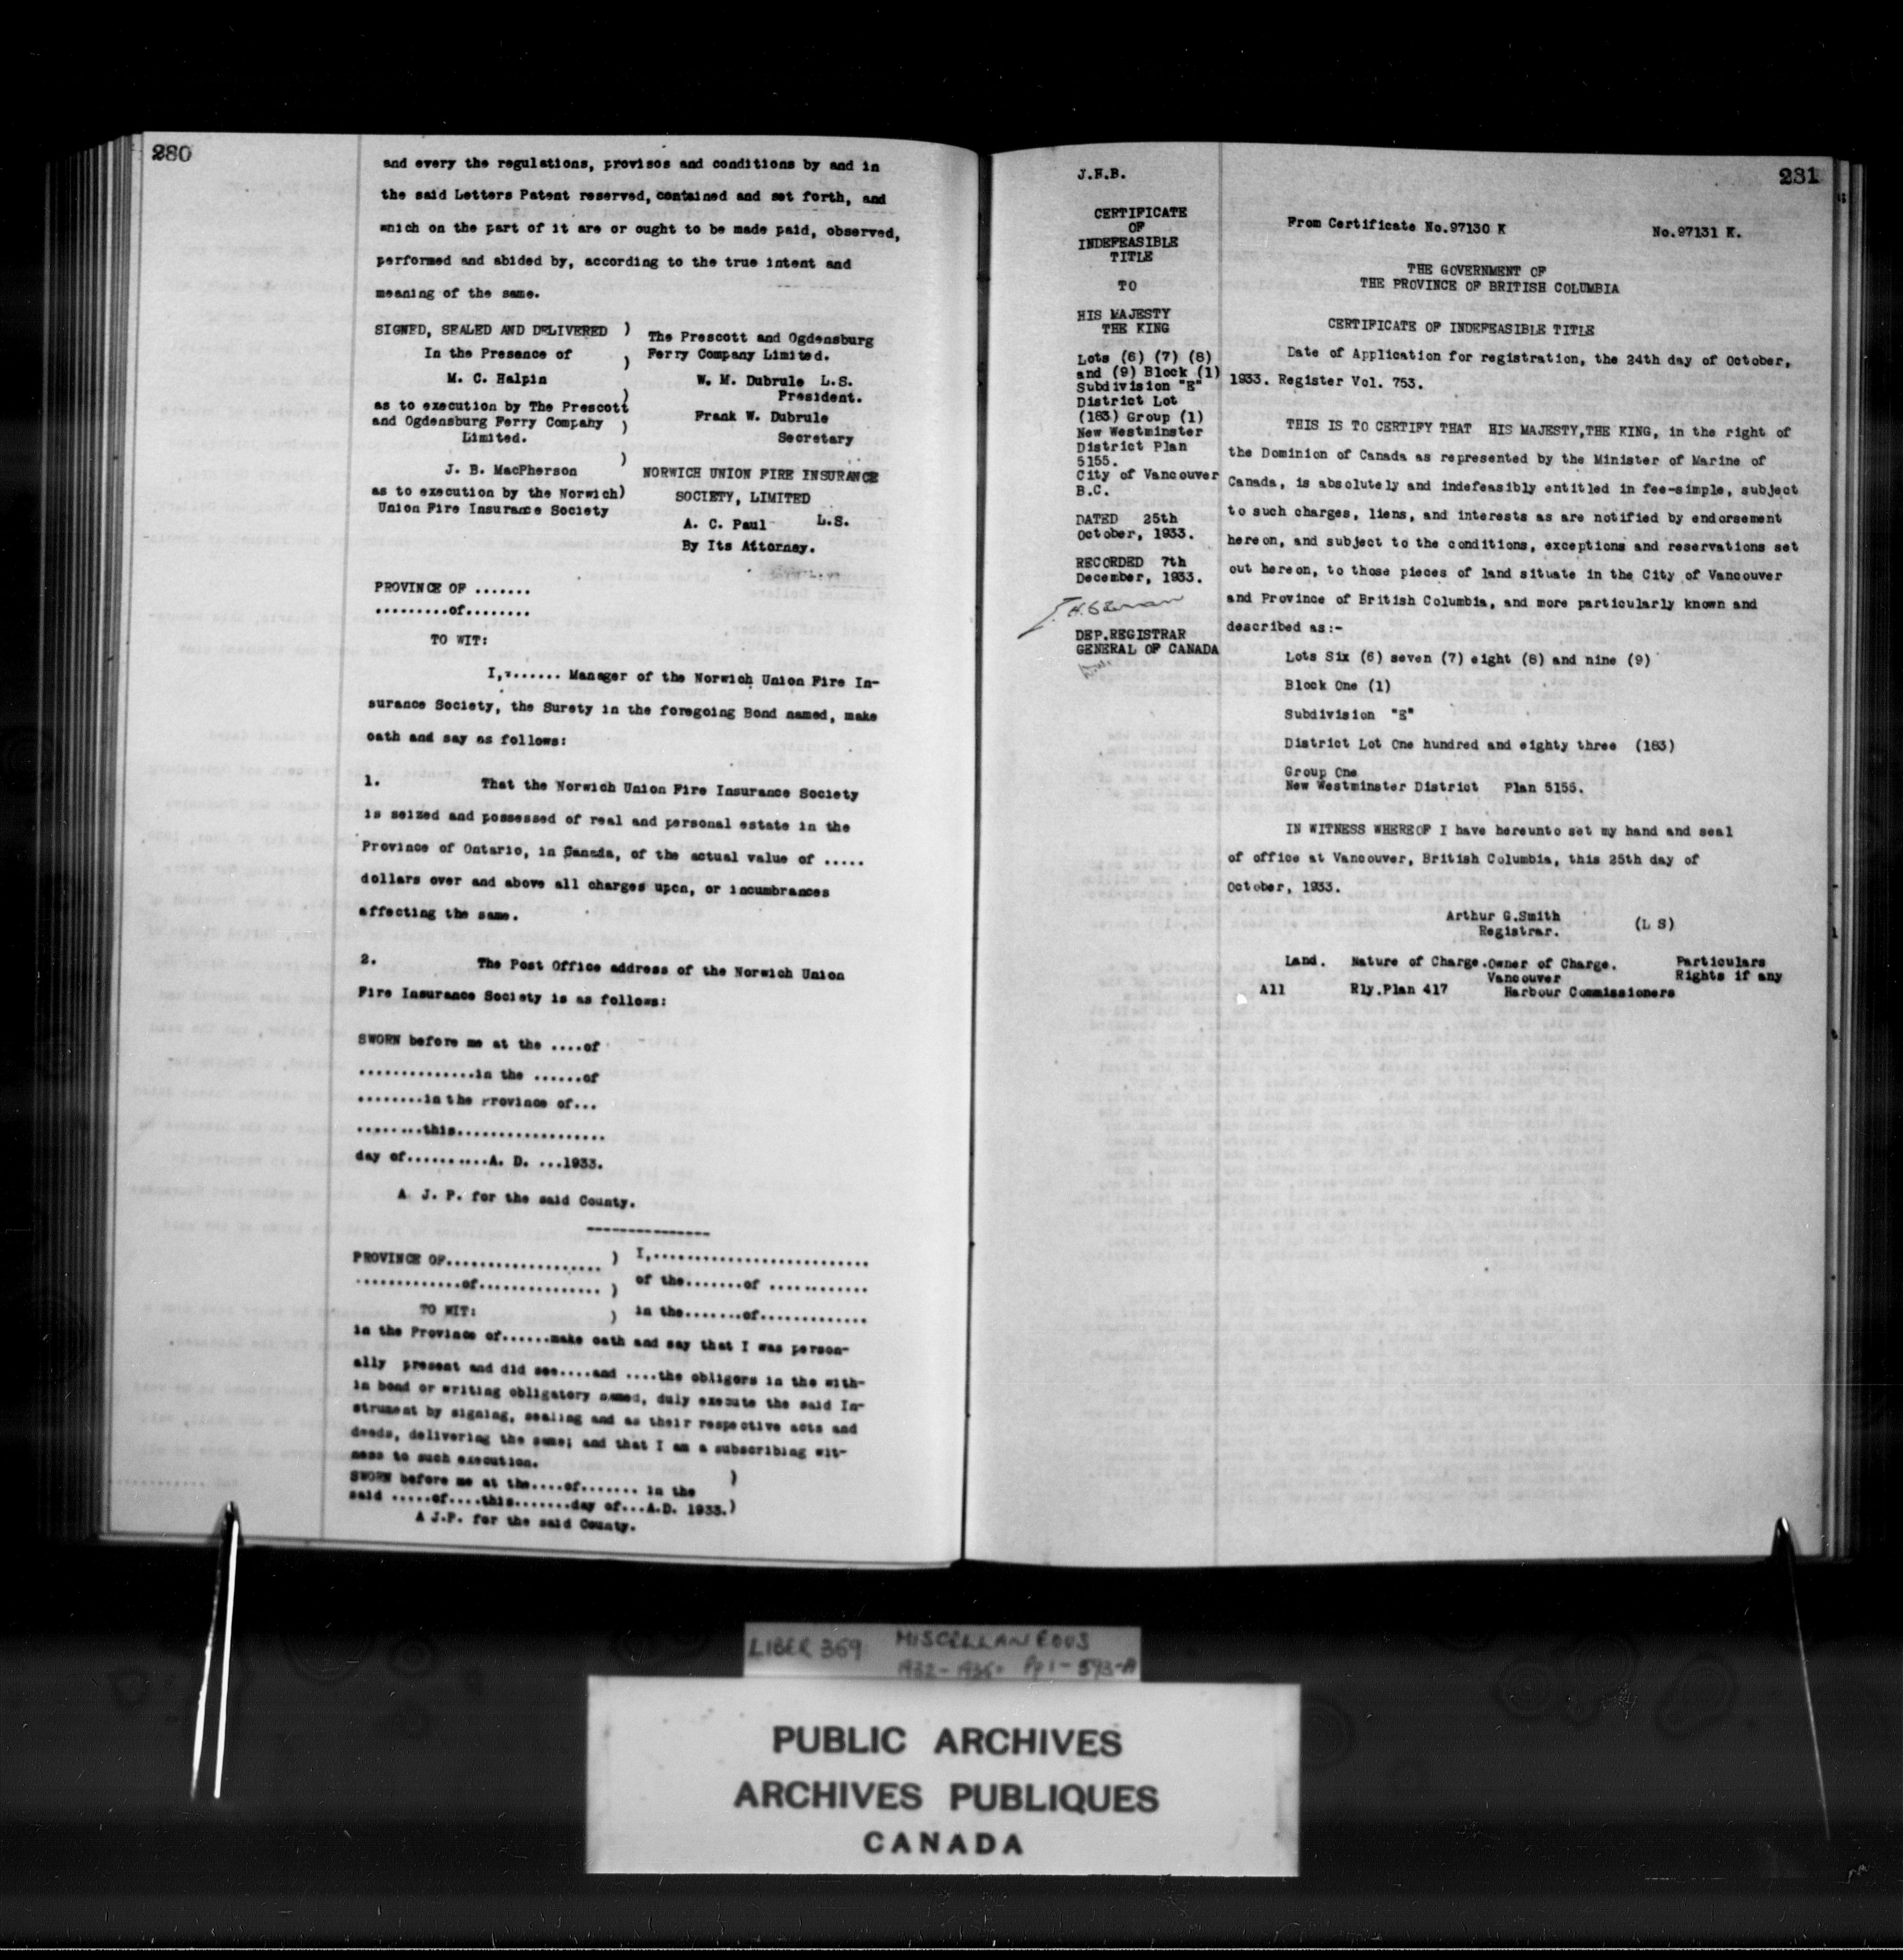 280
and every the regulations, provisos and conditions by and in
the said Letters Patent reserved, contained and set forth, and
which on the part of it are or ought to be made paid, observed,
performed and abided by, according to the true intent and
meaning of the same.
SIGNED, SEALED AND DELIVERED )
In the Presence of )
M. C. Halpin
as to execution by The Prescott )
and Ogdensburg Ferry Company )
Limited.
J. B. MacPherson )
as to execution by the Norwich)
Union Fire Insurance Society
The Prescott and Ogdensburg
Ferry Company Limited.
W. M. Dubrule L.S.
President.
Frank W. Dubrule
Secretary
NORWICH UNION FIRE INSURANCE
SOCIETY, LIMITED
A. C. Paul L.S.
By Its Attorney.
PROVINCE OF .......
.........of........
TO WIT:
I,....... Manager of the Norwich Union Fire In-
surance Society, the Surety in the foregoing Bond named, make
oath and say as follows:
1. That the Norwich Union Fire Insurance Society
is seized and possessed of real and personal estate in the
Province of Ontario, in Canada, of the actual value of .....
dollars over and above all charges upon, or incumbrances
affecting the same.
2. The Post Office address of the Norwich Union
Fire Insurance Society is as follows:
SWORN before me at the ....of
..............in the ......of
........in the Province of...
........this..................
day of..........A. D. ...1933.
A J. P. for the said County.
---------------
PROVINCE OF................... ) I,..........................
.............of............... ) of the.......of ............
TO WIT: ) in the.......of.............
in the Province of......make oath and say that I was person-
ally present and did see....and ....the obligors in the with-
in bond or writing obligatory named, duly execute the said In-
strument by signing, sealing and as their respective acts and
deeds, delivering the same; and that I am a subscribing wit-
ness to such execution. )
SWORN before me at the....of....... in the
said .....of....this.......day of...A.D. 1933.)
A J.P. for the said County.
281
J.N.B.
CERTIFICATE
OF
INDEFEASIBLE
TITLE
TO
HIS MAJESTY
THE KING
Lots (6) (7) (8)
and (9) Block (1)
Subdivision "E"
District Lot
(183) Group (1)
New Westminster
District Plan
5155.
City of Vancouver
B.C.
DATED 25th
October, 1933.
RECORDED 7th
December, 1933.
DEP.REGISTRAR
GENERAL OF CANADA
From Certificate No.97130 K No.97131 K.
THE GOVERNMENT OF
THE PROVINCE OF BRITISH COLUMBIA
CERTIFICATE OF INDEFEASIBLE TITLE
Date of Application for registration, the 24th day of October,
1933. Register Vol. 753.
THIS IS TO CERTIFY THAT HIS MAJESTY,THE KING, in the right of
the Dominion of Canada as represented by the Minister of Marine of
Canada, is absolutely and indefeasibly entitled in fee-simple, subject
to such charges, liens, and interests as are notified by endorsement
hereon, and subject to the conditions, exceptions and reservations set
out hereon, to those pieces of land situate in the City of Vancouver
and Province of British Columbia, and more particularly known and
described as:-
Lots Six (6) seven (7) eight (8) and nine (9)
Block One (1)
Subdivision "E"
District Lot One hundred and eighty three (183)
Group One
New Westminster District Plan 5155.
IN WITNESS WHEREOF I have hereunto set my hand and seal
of office at Vancouver, British Columbia, this 25th day of
October, 1933.
Arthur G.Smith
Registrar. (L S)
Land. Nature of Charge. Owner of Charge. Particulars
Vancouver Rights if any
All Rly.Plan 417 Harbour Commissioners
LIBER 369 MISCELLANEOUS
1932-1935 Pp 1-593-A
PUBLIC ARCHIVES
ARCHIVES PUBLIQUES
CANADA